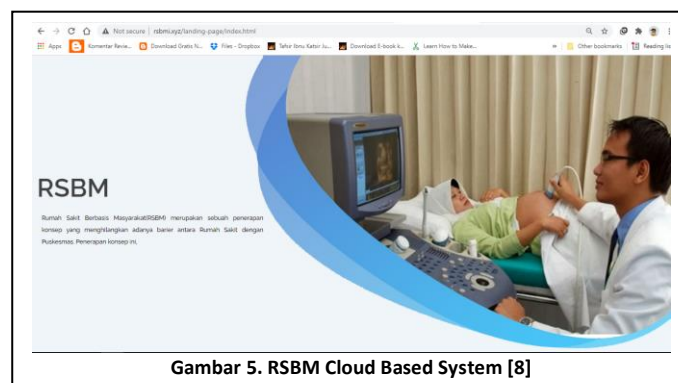 Not secure | rsbmi.xyz/landing-page/index.html
Apps Komentar Revie... Download Gratis %... Files - Dropbox Tafsir Ibnu Katsir Ju... Download E-book k... Learn How to Make... » Other bookmarks Reading lis
RSBM
Rumah Sakit Berbasis Masyarakat(RSBM) merupakan sebuah penerapan
konsep yang menghilangkan adanya barier antara Rumah Sakit dengan
Puskesmas. Penerapan konsep ini,
Gambar 5. RSBM Cloud Based System [8]